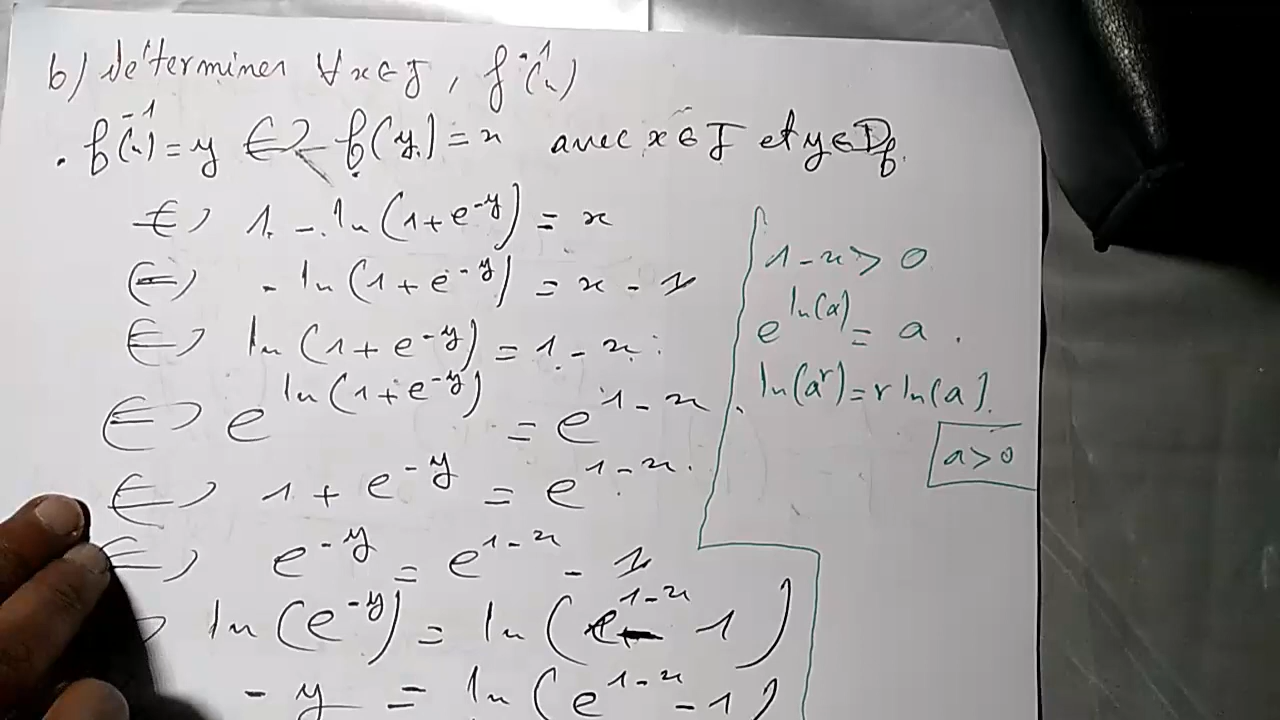 b) déterminer ∀x∈J, f⁻¹(x)
. f⁻¹(x) = y ⟺ f(y) = x avec x∈J et y∈D_f.
⟺ 1 - ln(1+e^{-y}) = x
⟺ - ln(1+e^{-y}) = x - 1
⟺ ln(1+e^{-y}) = 1 - x
⟺ e^{ln(1+e^{-y})} = e^{1-x}
⟺ 1 + e^{-y} = e^{1-x}
⟺ e^{-y} = e^{1-x} - 1
ln(e^{-y}) = ln(e^{1-x} - 1)
- y = ln(e^{1-x} - 1)
1 - x > 0
e^{ln(a)} = a .
ln(a^r) = r ln(a).
a > 0